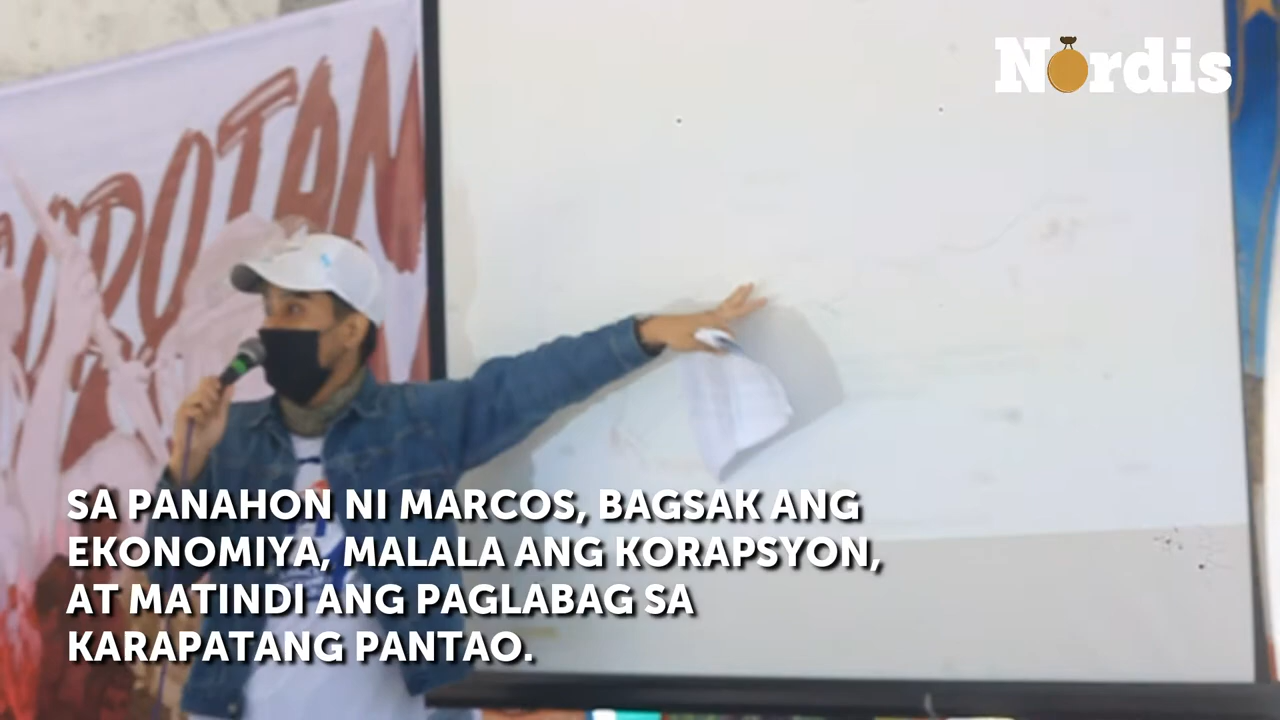 Nordis
SA PANAHON NI MARCOS, BAGSAK ANG
EKONOMIYA, MALALA ANG KORAPSYON,
AT MATINDI ANG PAGLABAG SA
KARAPATANG PANTAO.